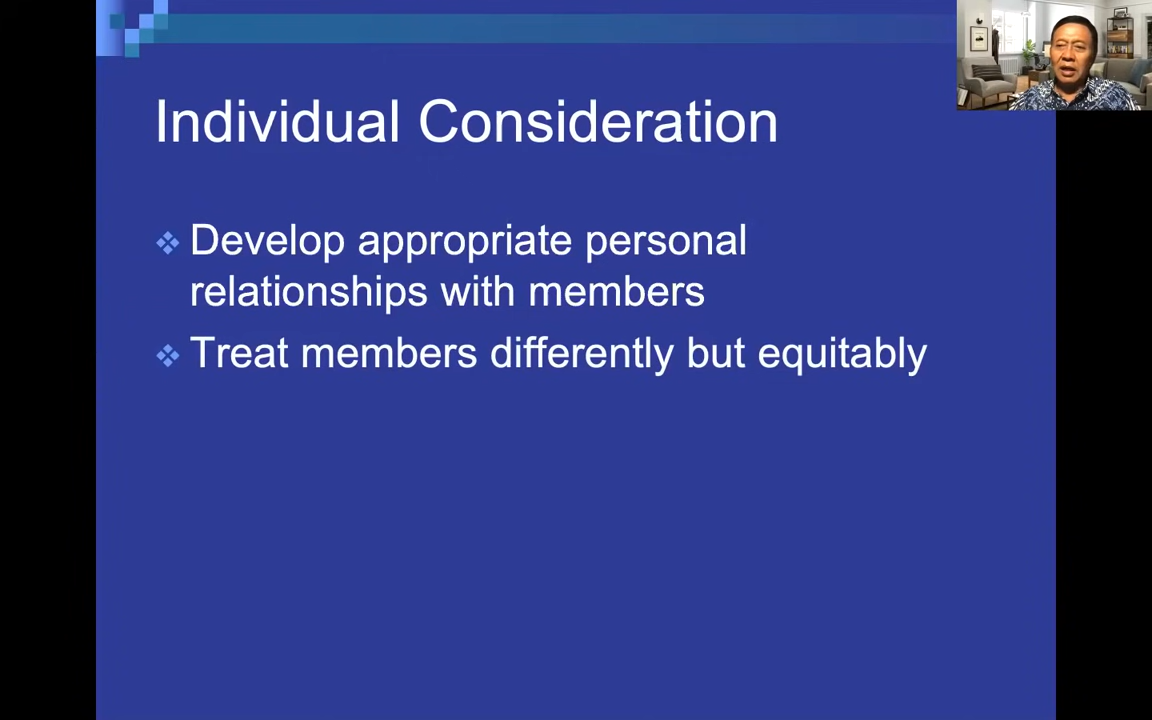 Individual Consideration
Develop appropriate personal
relationships with members
Treat members differently but equitably